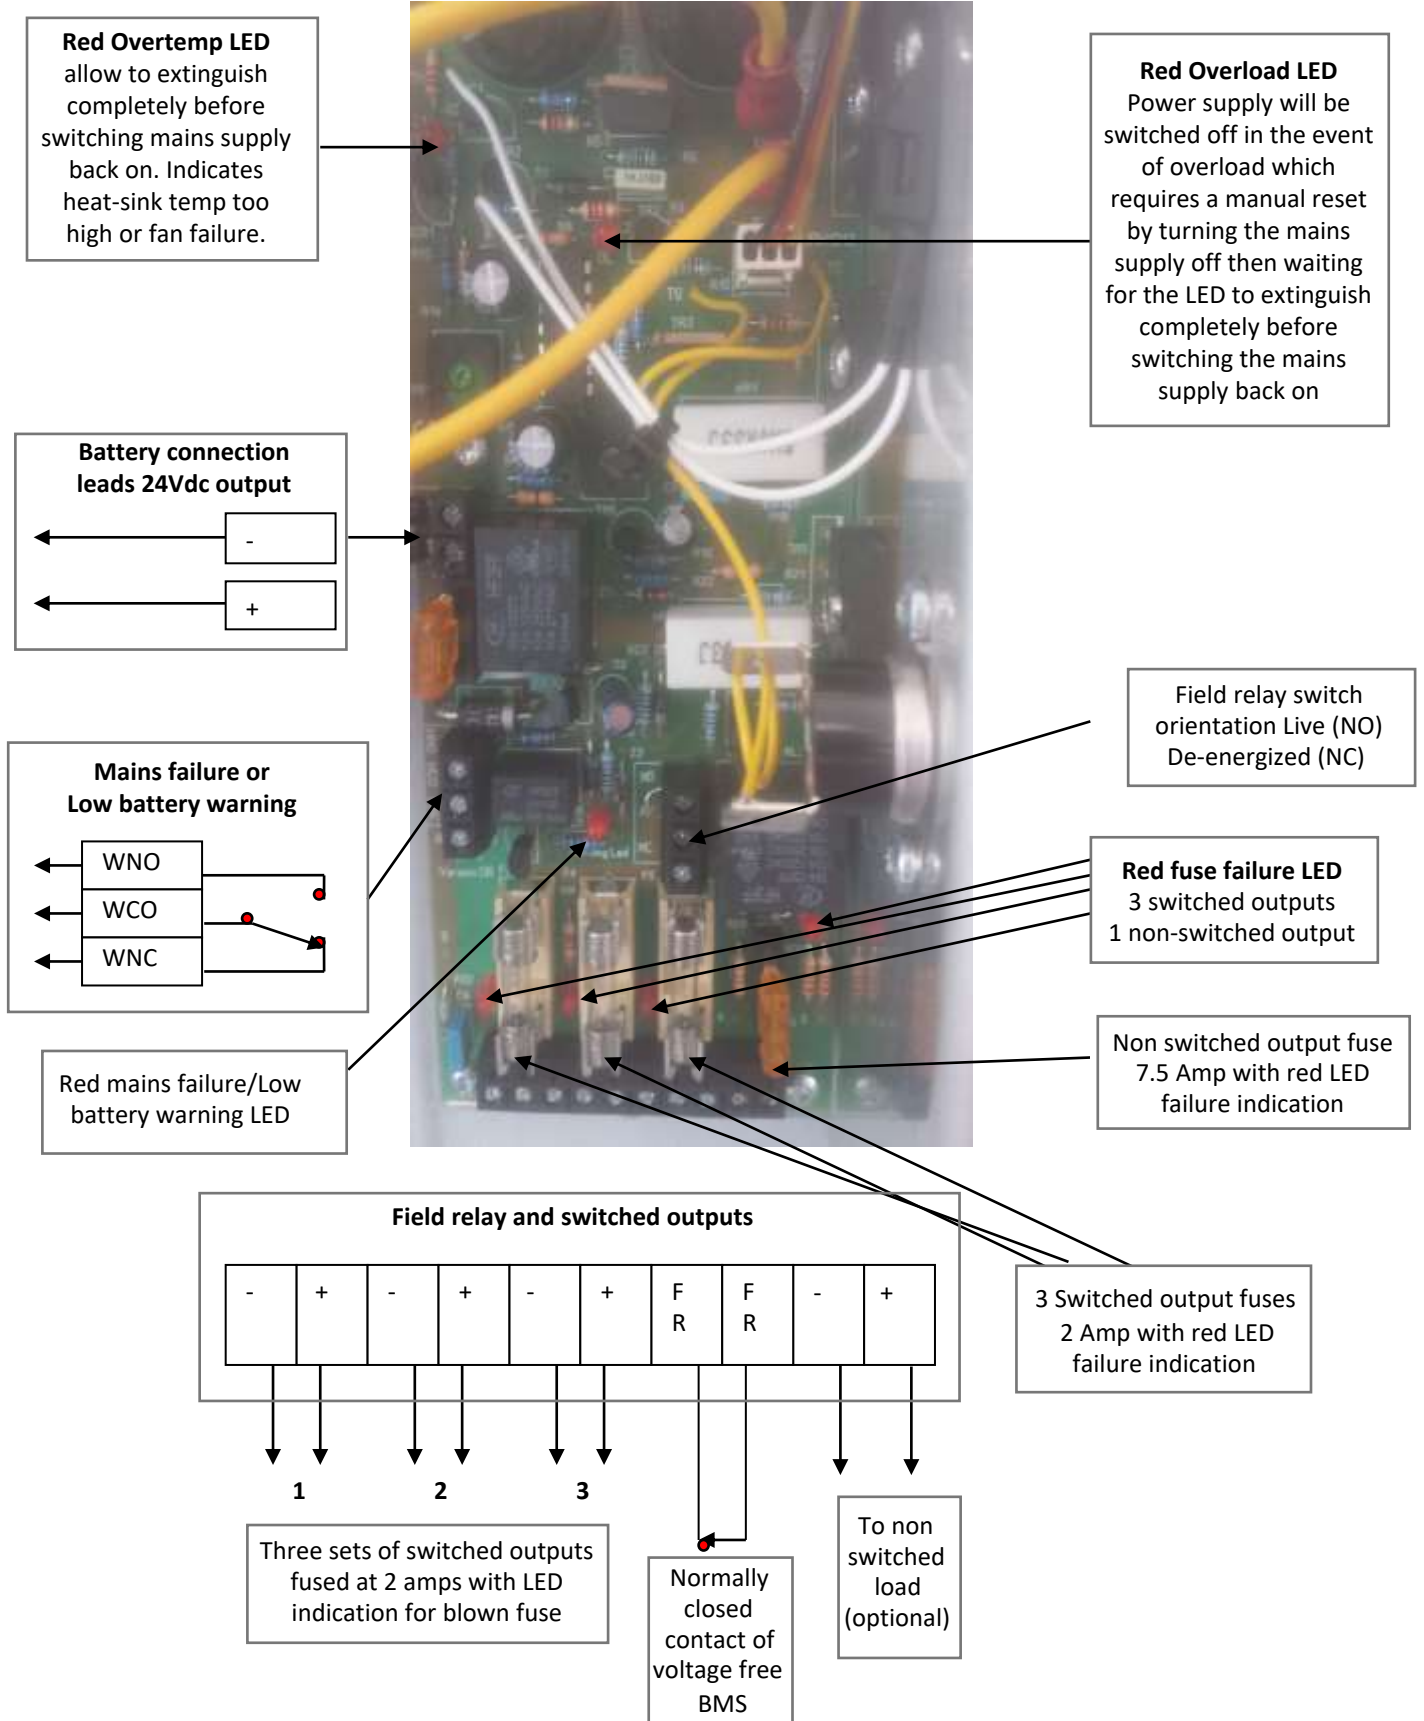 Red Overtemp LED
allow to extinguish
completely before
switching mains supply
back on. Indicates
heat-sink temp too
high or fan failure.
Red Overload LED
Power supply will be
switched off in the event
of overload which
requires a manual reset
by turning the mains
supply off then waiting
for the LED to extinguish
completely before
switching the mains
supply back on
Battery connection
leads 24Vdc output
-
+
Field relay switch
orientation Live (NO)
De-energized (NC)
Mains failure or
Low battery warning
WNO
WCO
WNC
Red fuse failure LED
3 switched outputs
1 non-switched output
Red mains failure/Low
battery warning LED
Non switched output fuse
7.5 Amp with red LED
failure indication
Field relay and switched outputs
- + - + - + F F - +
R R
3 Switched output fuses
2 Amp with red LED
failure indication
1 2 3
Three sets of switched outputs
fused at 2 amps with LED
indication for blown fuse
Normally
closed
contact of
voltage free
BMS
To non
switched
load
(optional)